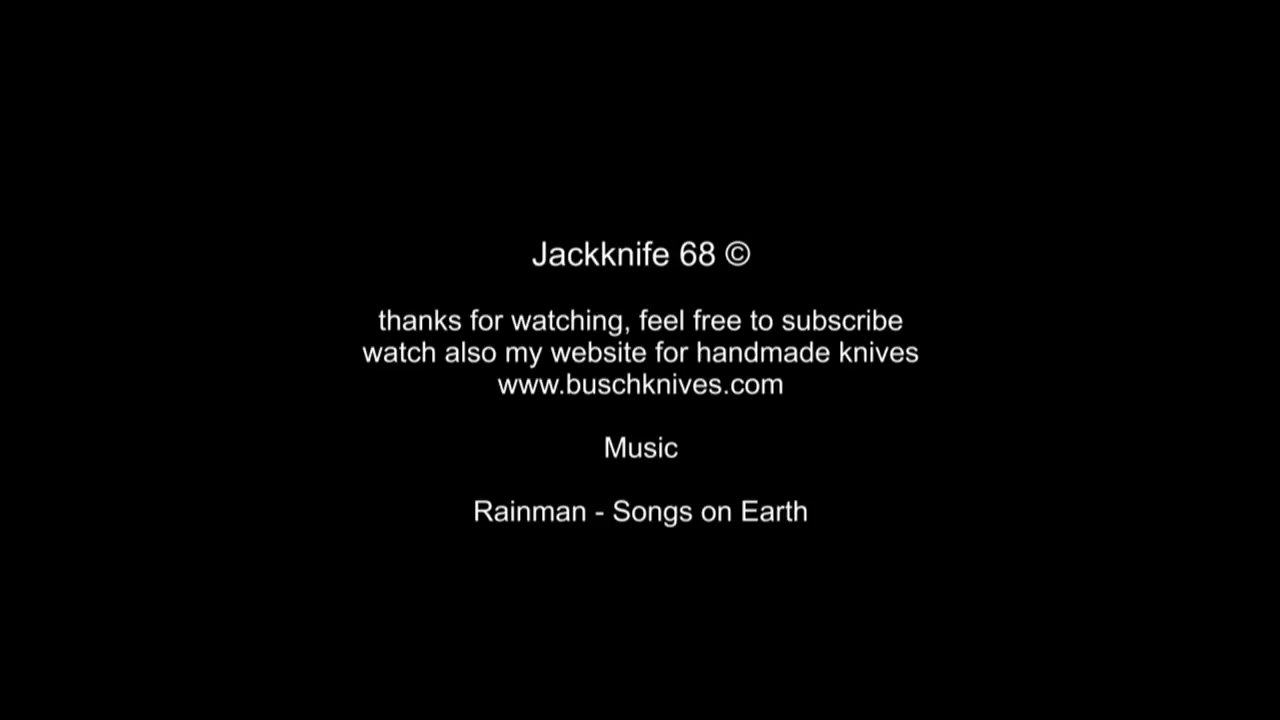 Jackknife 68 ©
thanks for watching, feel free to subscribe
watch also my website for handmade knives
www.buschknives.com
Music
Rainman - Songs on Earth